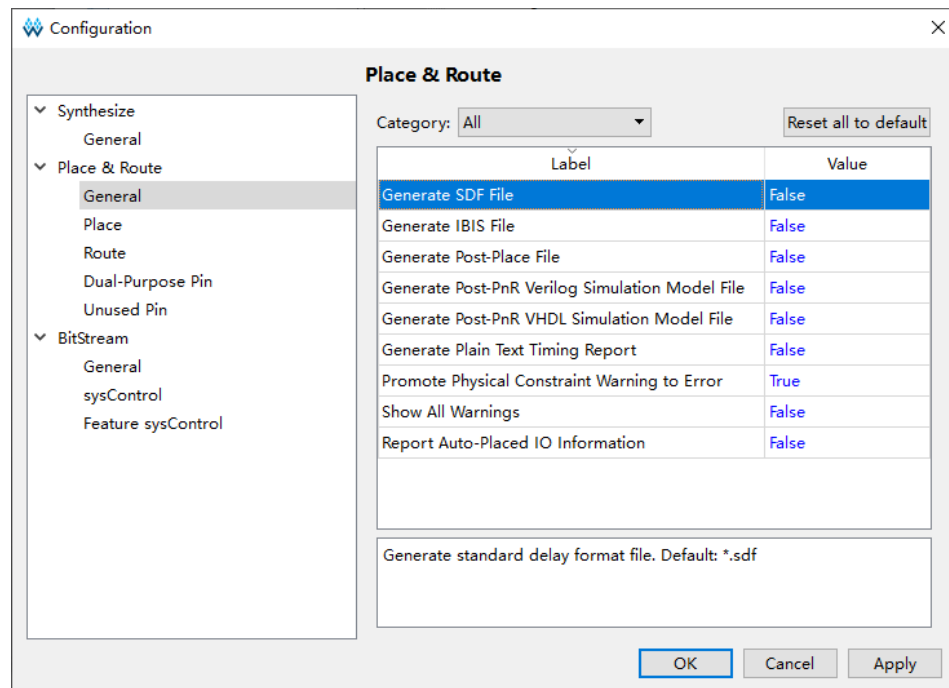 Configuration
Place & Route
Synthesize
General
Place & Route
General
Place
Route
Dual-Purpose Pin
Unused Pin
BitStream
General
sysControl
Feature sysControl
Category: All
Reset all to default
Label Value
Generate SDF File False
Generate IBIS File False
Generate Post-Place File False
Generate Post-PnR Verilog Simulation Model File False
Generate Post-PnR VHDL Simulation Model File False
Generate Plain Text Timing Report False
Promote Physical Constraint Warning to Error True
Show All Warnings False
Report Auto-Placed IO Information False
Generate standard delay format file. Default: *.sdf
OK Cancel Apply